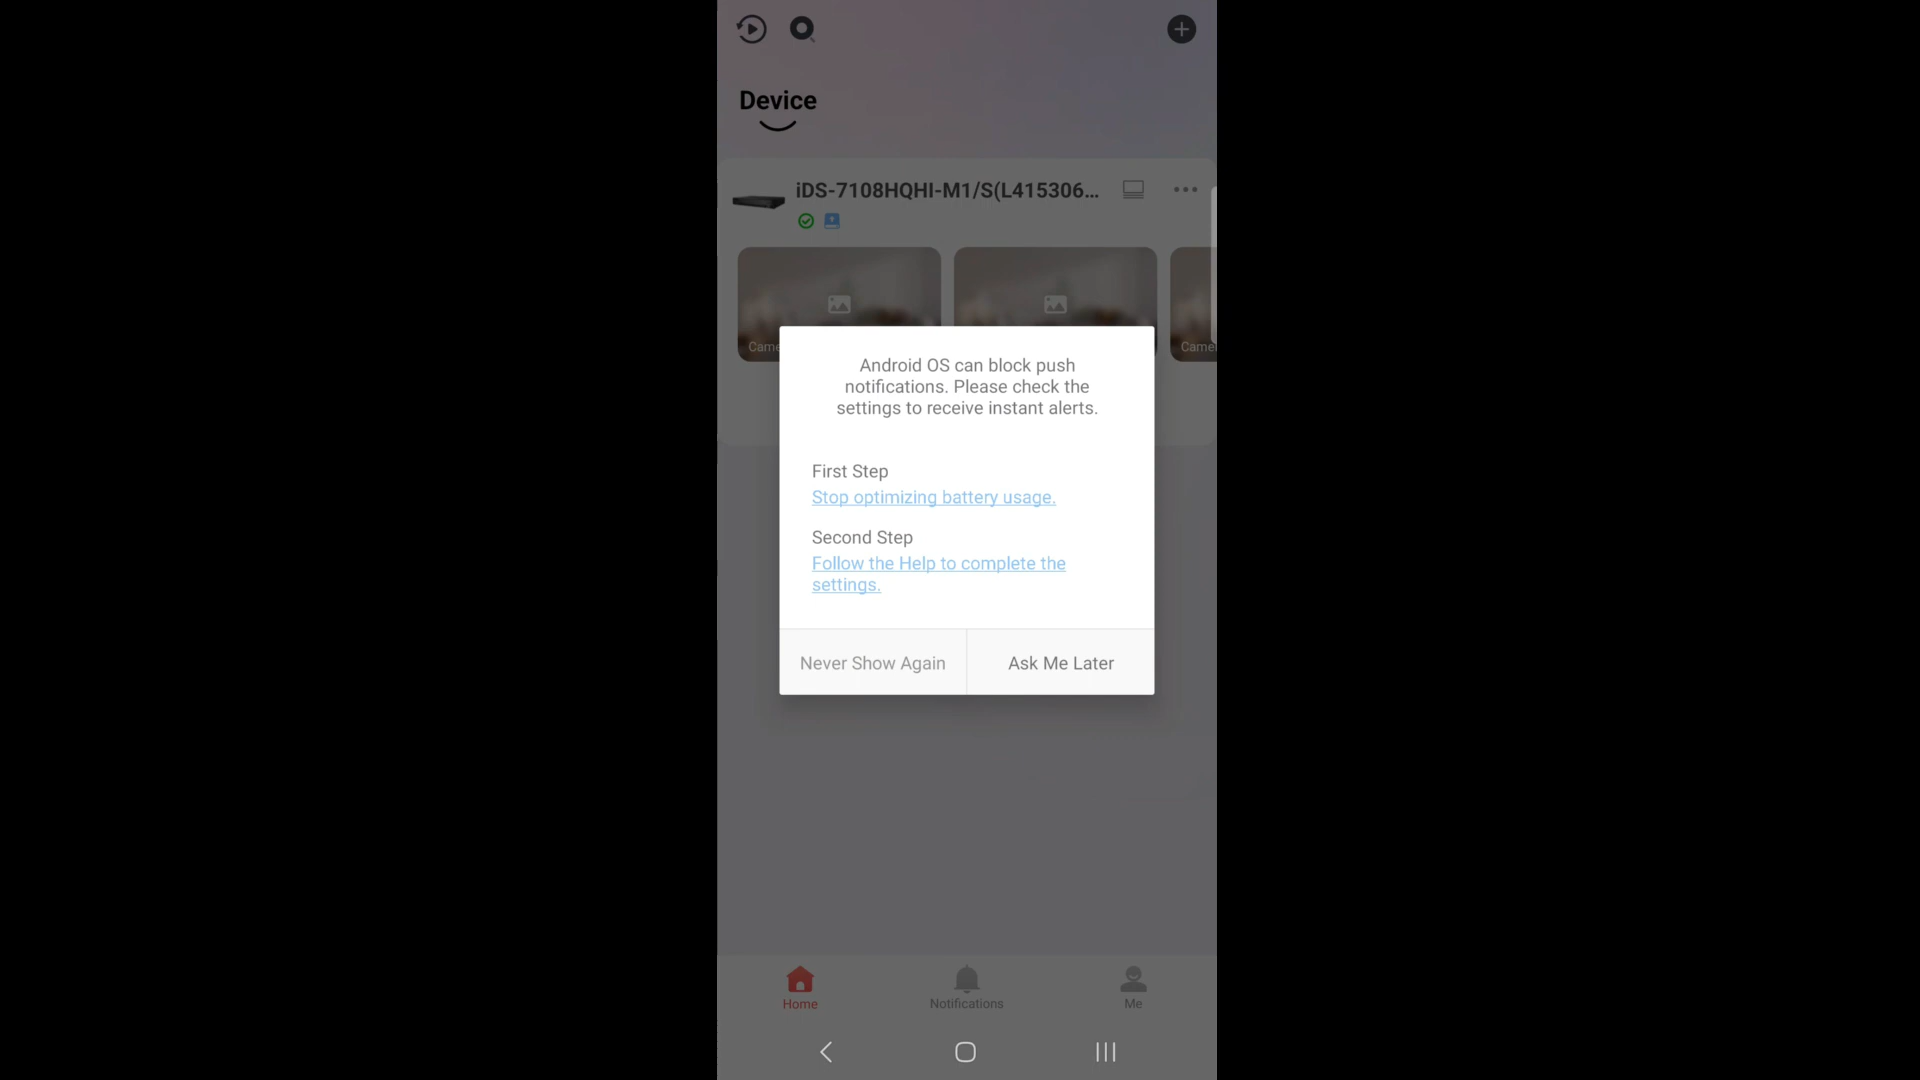 Device
iDS-7108HQHI-M1/S(L415306...
Came
Came
Android OS can block push
notifications. Please check the
settings to receive instant alerts.
First Step
Stop optimizing battery usage.
Second Step
Follow the Help to complete the
settings.
Never Show Again
Ask Me Later
Home
Notifications
Me